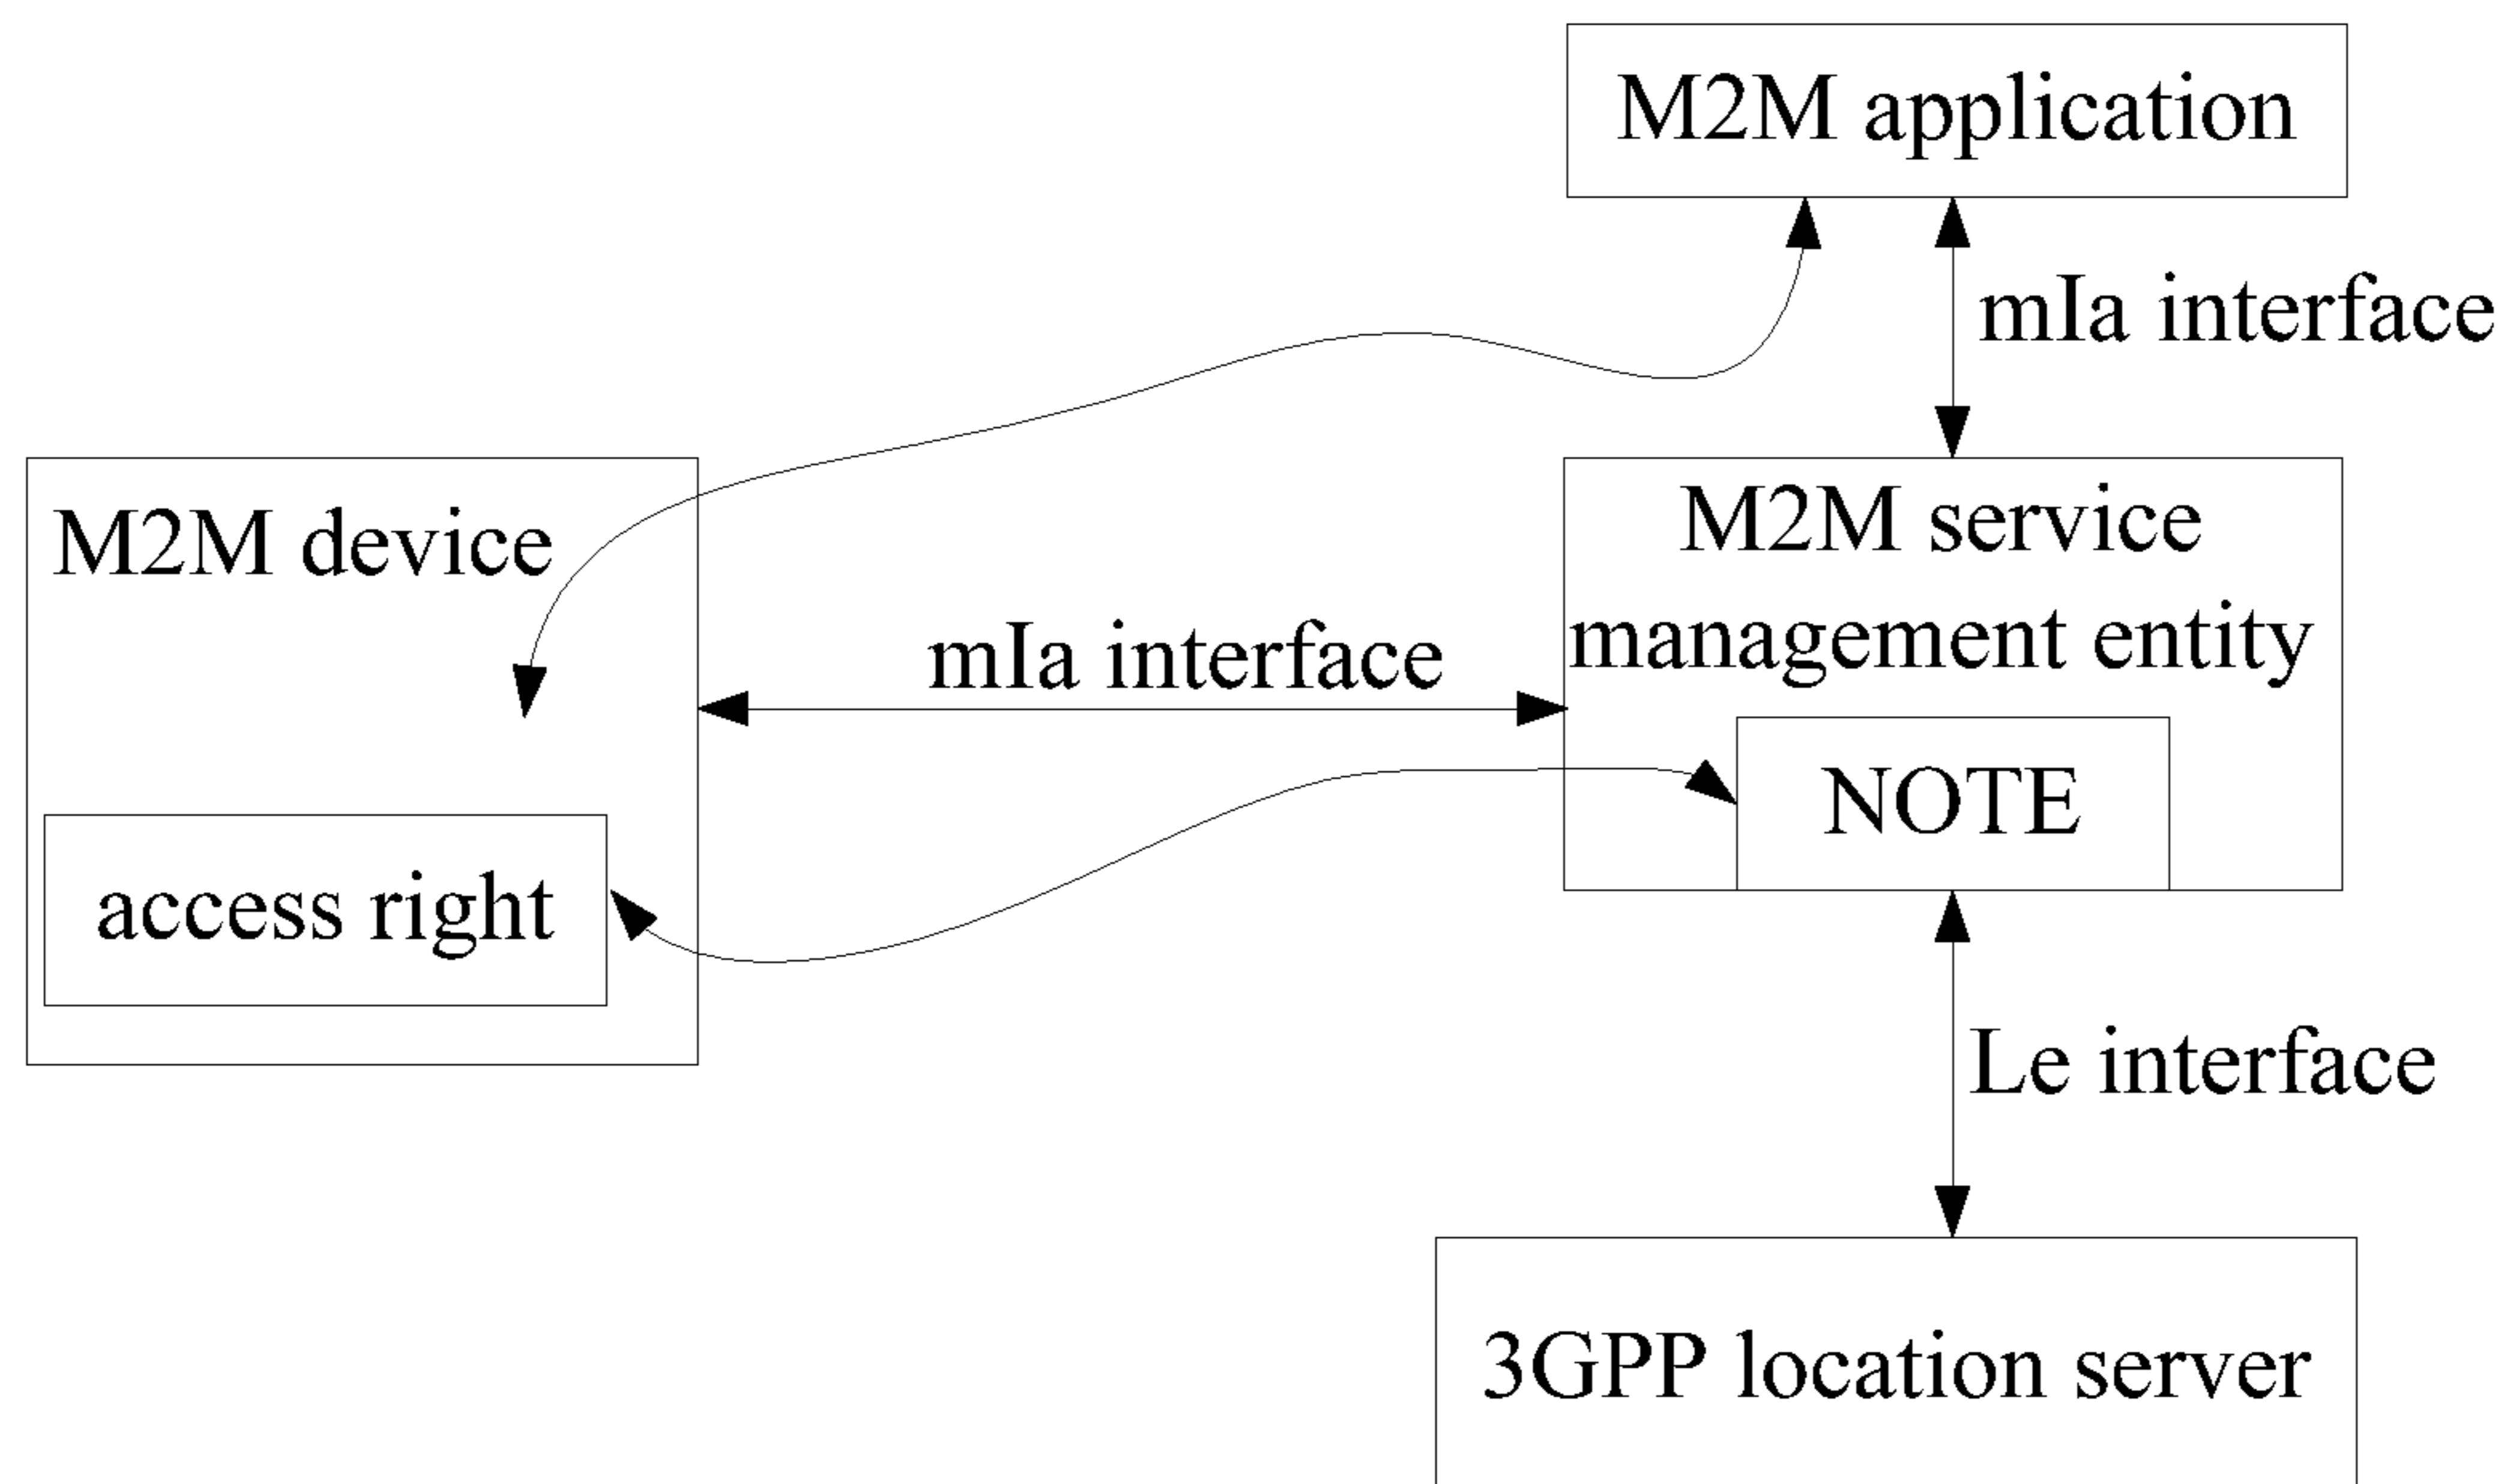 M2M application
mIa interface
M2M device
M2M service
management entity
mIa interface
NOTE
access right
Le interface
3GPP location server